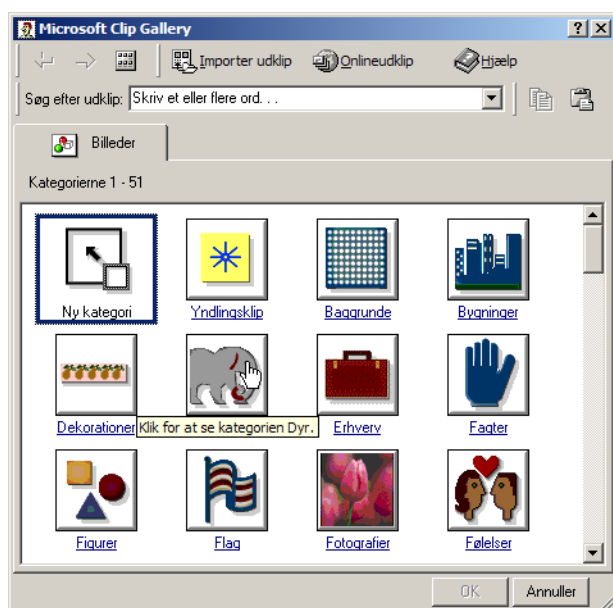 Microsoft Clip Gallery
Importer udklip Onlineudklip Hjælp
Søg efter udklip: Skriv et eller flere ord. . .
Billeder
Kategorierne 1 - 51
Ny kategori Yndlingsklip Baggrunde Bygninger
Dekorationer Klik for at se kategorien Dyr. Erhverv Fagter
Figurer Flag Fotografier Følelser
OK Annuller